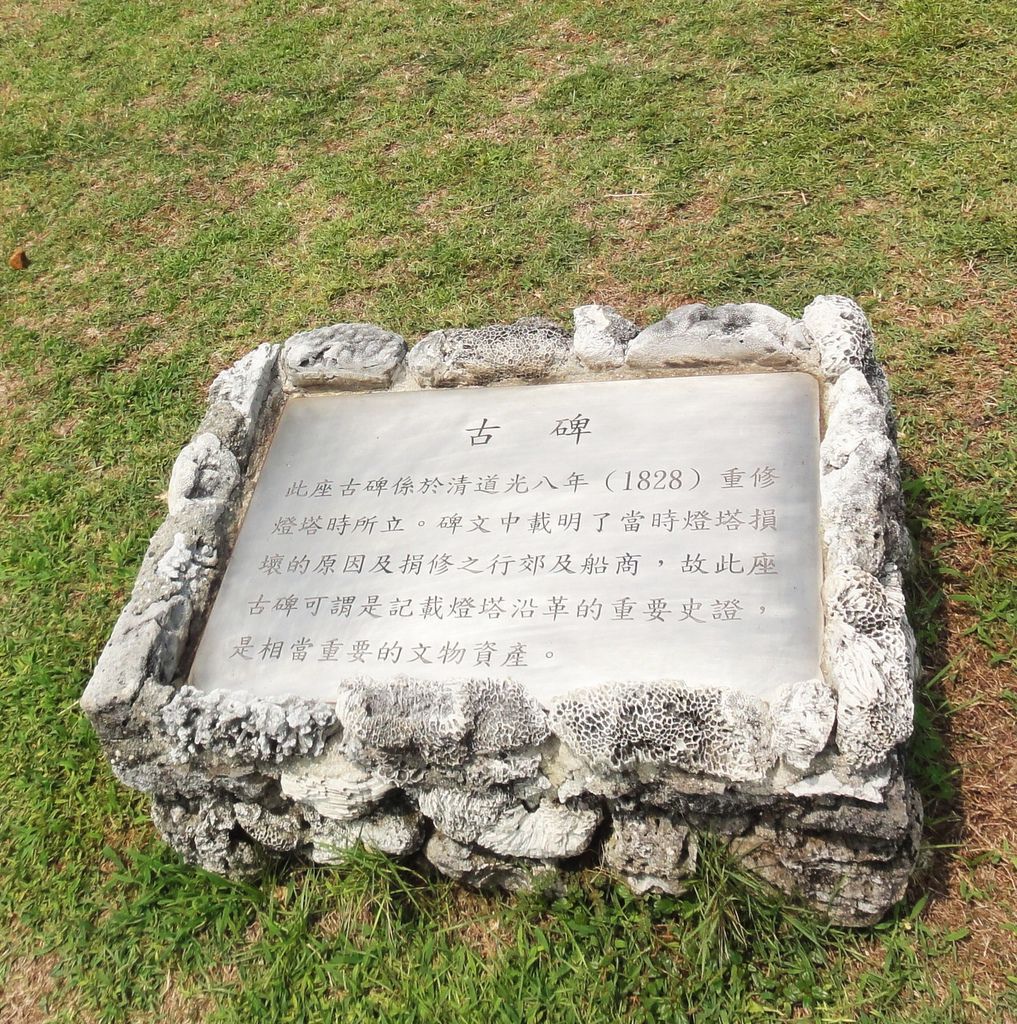 古碑
此座古碑係於清道光八年（1828）重修
燈塔時所立。碑文中載明了當時燈塔損
壞的原因及捐修之行郊及船商，故此座
古碑可謂是記載燈塔沿革的重要史證，
是相當重要的文物資產。